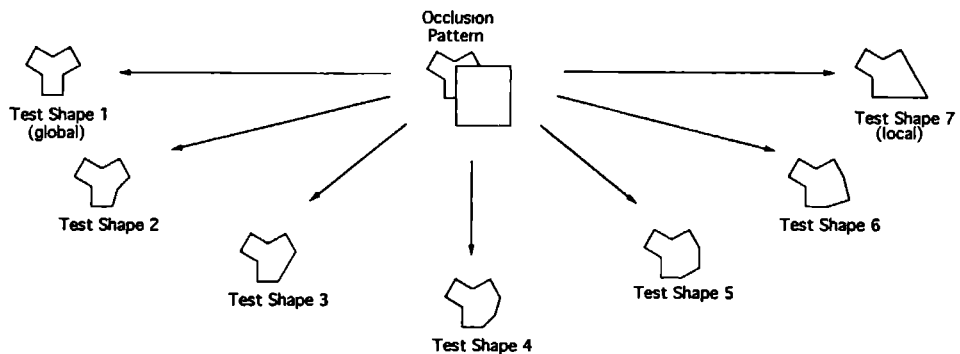 Occlusion
Pattern
Test Shape 1
(global)
Test Shape 7
(local)
Test Shape 2
Test Shape 6
Test Shape 3
Test Shape 5
Test Shape 4